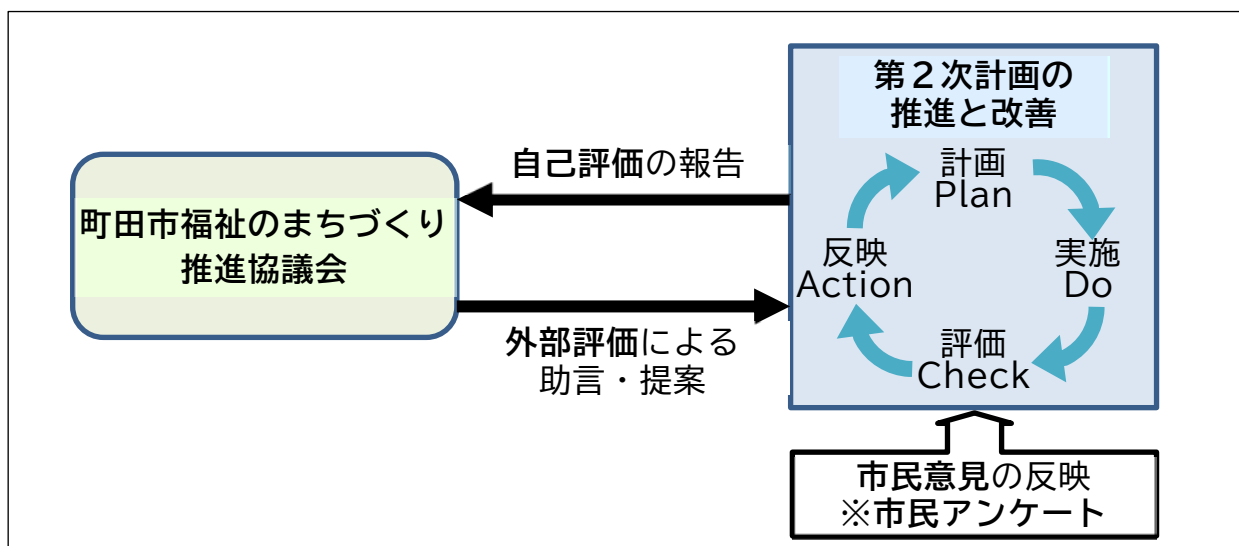 町田市福祉のまちづくり
推進協議会
自己評価の報告
外部評価による
助言・提案
第２次計画の
推進と改善
計画
Plan
実施
Do
評価
Check
反映
Action
市民意見の反映
※市民アンケート